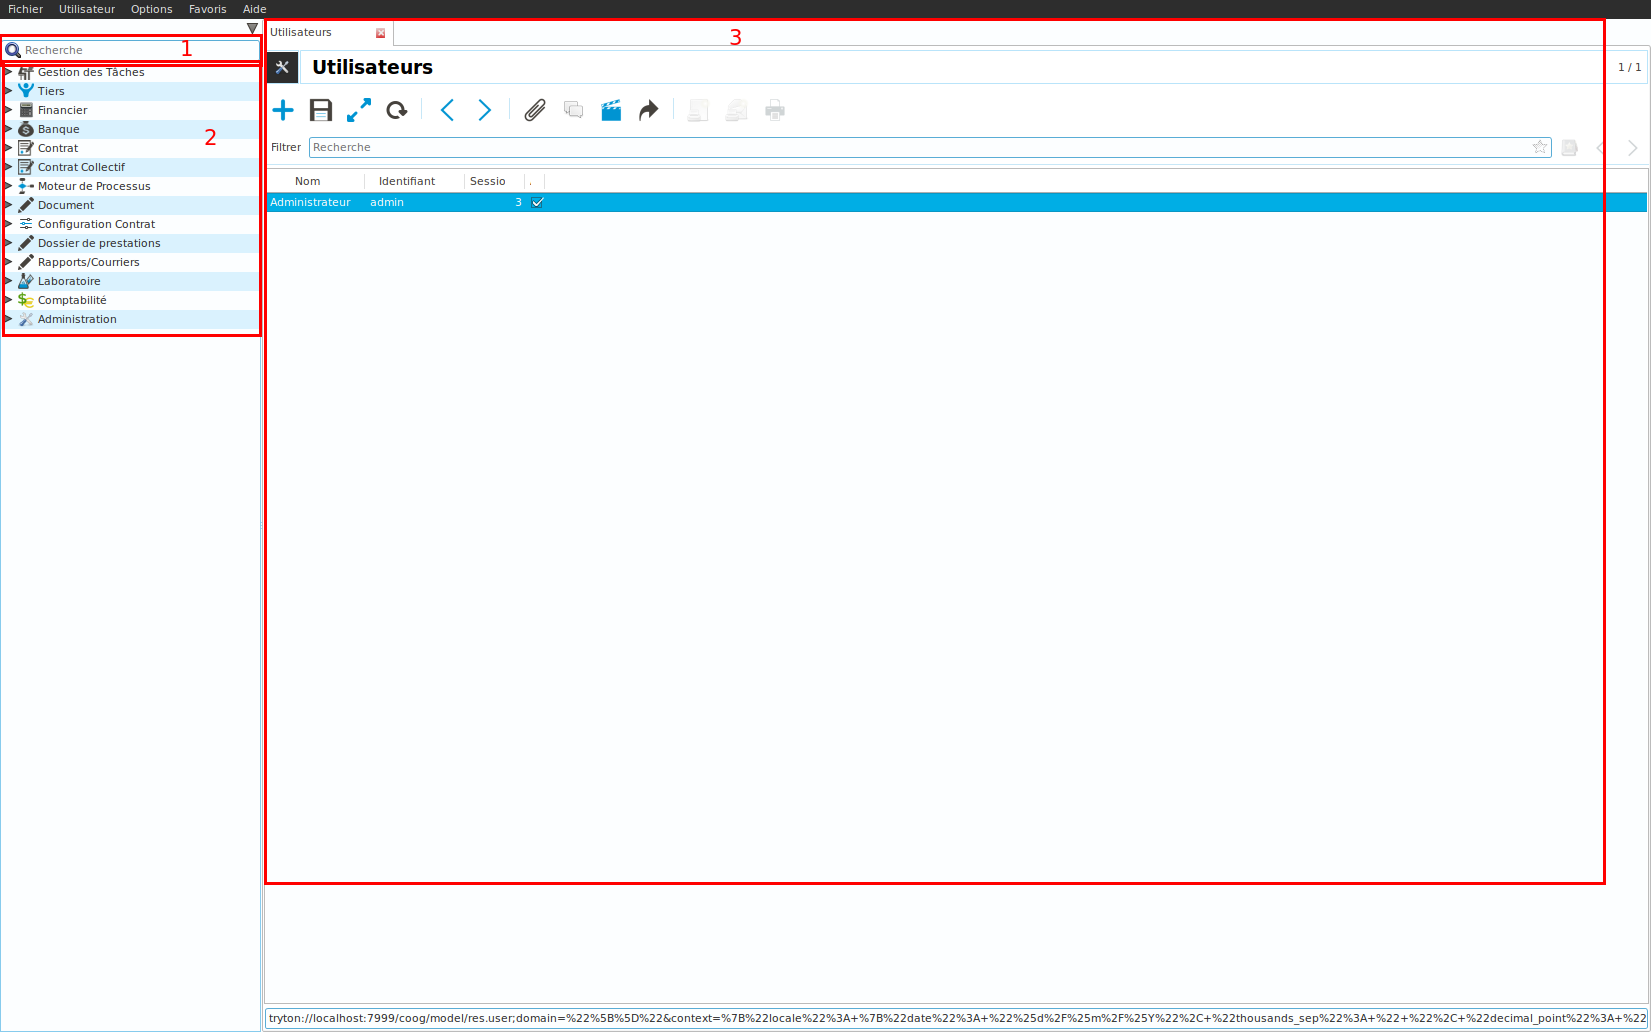 Fichier Utilisateur Options Favoris Aide
Recherche
1
Gestion des Tâches
Tiers
Financier
Banque
2
Contrat
Contrat Collectif
Moteur de Processus
Document
Configuration Contrat
Dossier de prestations
Rapports/Courriers
Laboratoire
Comptabilité
Administration
Utilisateurs
3
Utilisateurs
1 / 1
Filtrer Recherche
Nom Identifiant Sessio
Administrateur admin 3
tryton://localhost:7999/coog/model/res.user;domain=%22%5B%5D%22&context=%7B%22locale%22%3A+%7B%22date%22%3A+%22%25d%2F%25m%2F%25Y%22%2C+%22thousands_sep%22%3A+%22+%22%2C+%22decimal_point%22%3A+%22